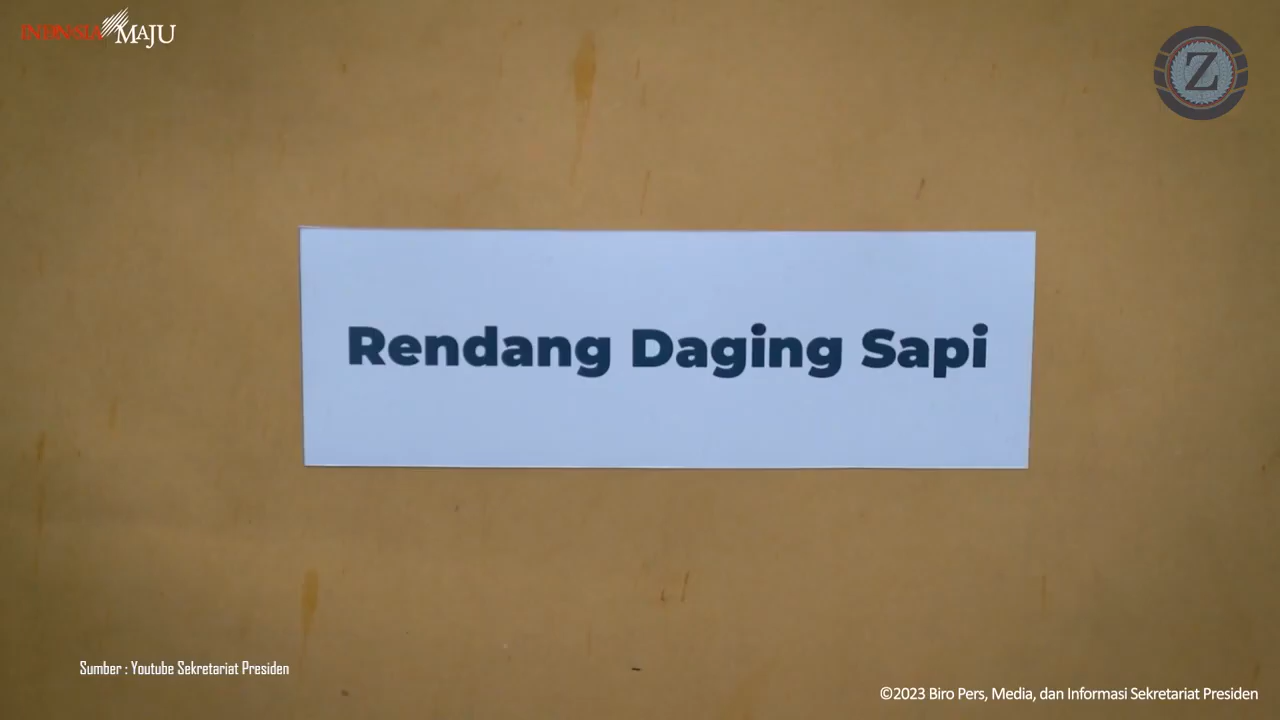 INDONESIA MAJU
Z
Rendang Daging Sapi
Sumber : Youtube Sekretariat Presiden
©2023 Biro Pers, Media, dan Informasi Sekretariat Presiden